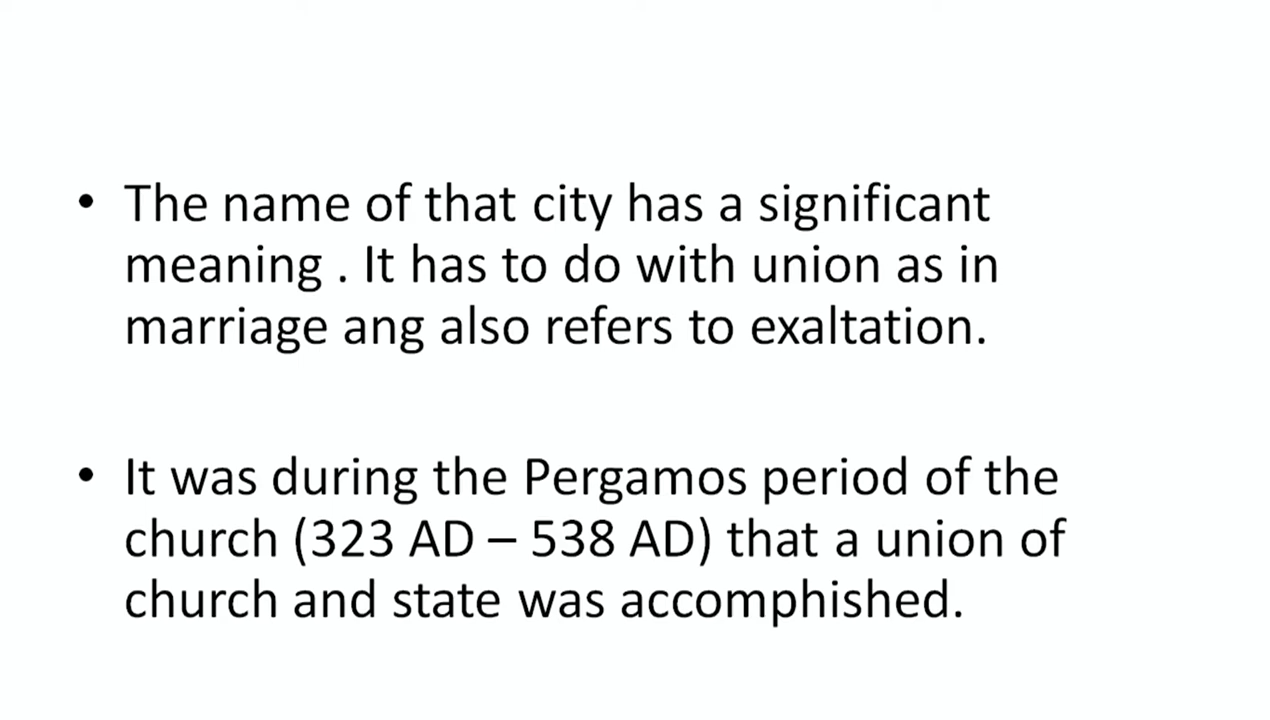 • The name of that city has a significant
meaning . It has to do with union as in
marriage ang also refers to exaltation.
• It was during the Pergamos period of the
church (323 AD – 538 AD) that a union of
church and state was accomphished.